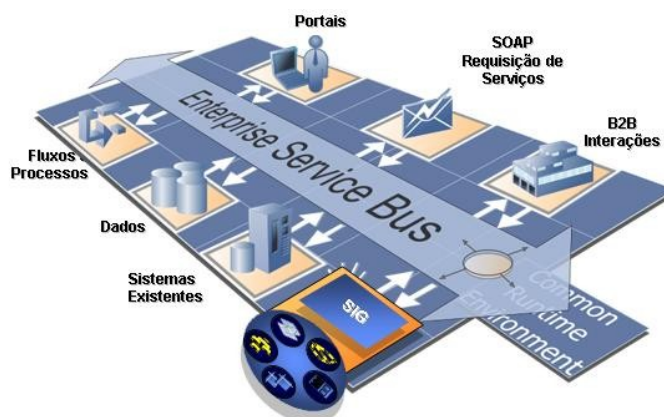 Portais
SOAP
Requisição de
Serviços
B2B
Interações
Enterprise Service Bus
Fluxos
Processos
Dados
Sistemas
Existentes
SIG
Common
Runtime
Environment